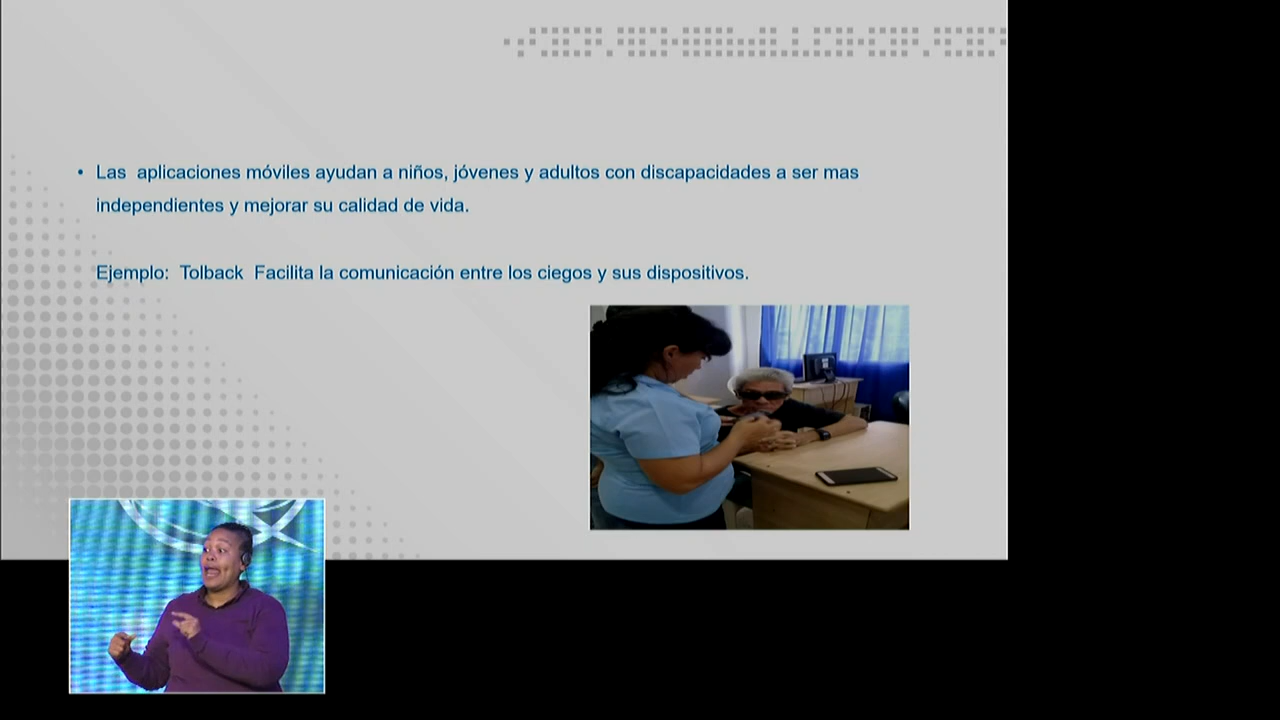 • Las aplicaciones móviles ayudan a niños, jóvenes y adultos con discapacidades a ser mas
independientes y mejorar su calidad de vida.
Ejemplo: Tolback Facilita la comunicación entre los ciegos y sus dispositivos.